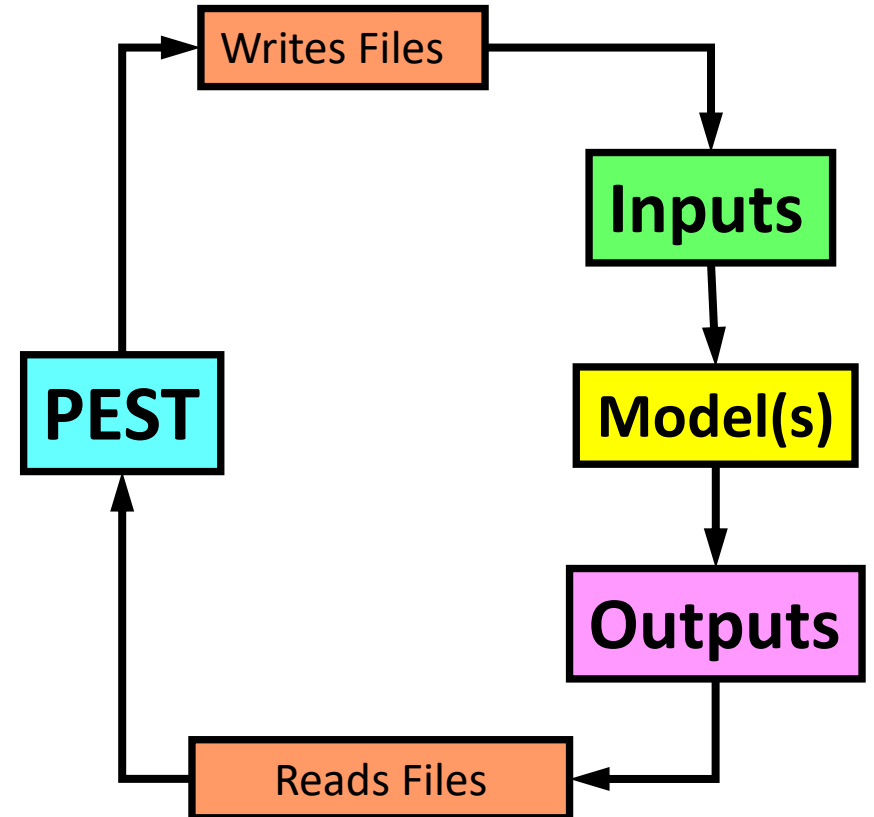 Writes Files
Inputs
PEST
Model(s)
Outputs
Reads Files